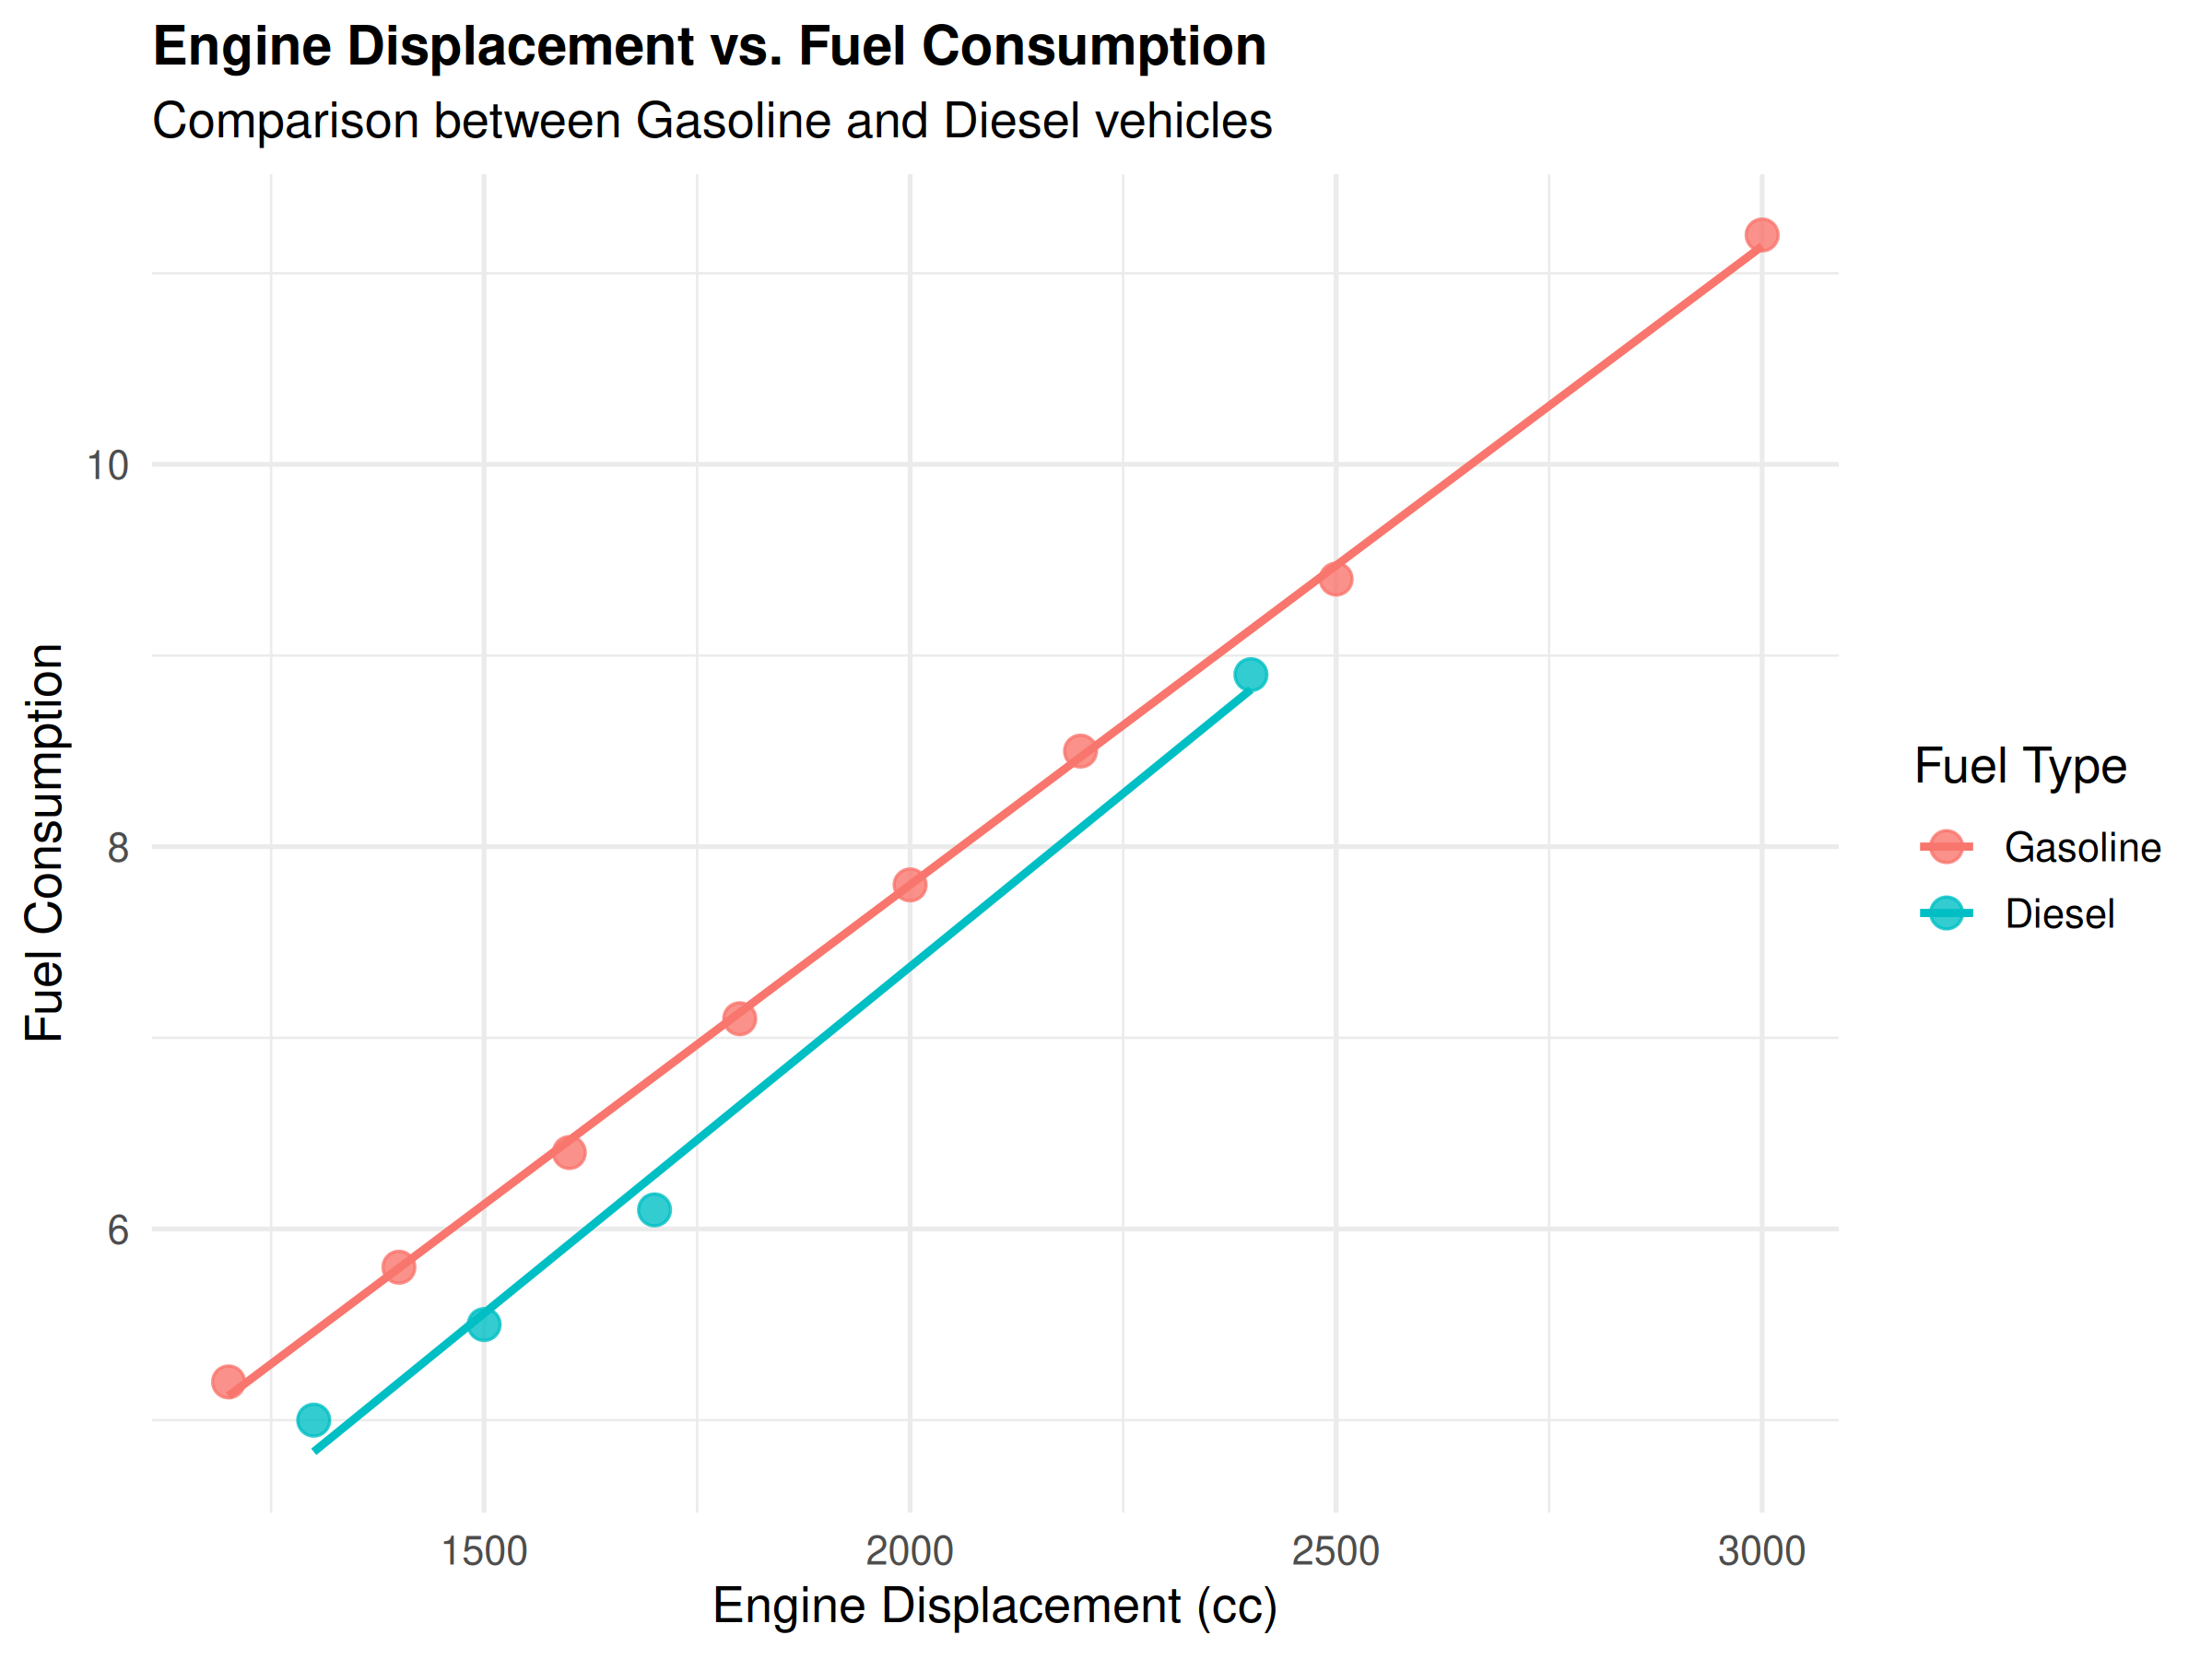 Engine Displacement vs. Fuel Consumption
Comparison between Gasoline and Diesel vehicles
Fuel Consumption
10
8
6
1500 2000 2500 3000
Engine Displacement (cc)
Fuel Type
Gasoline
Diesel